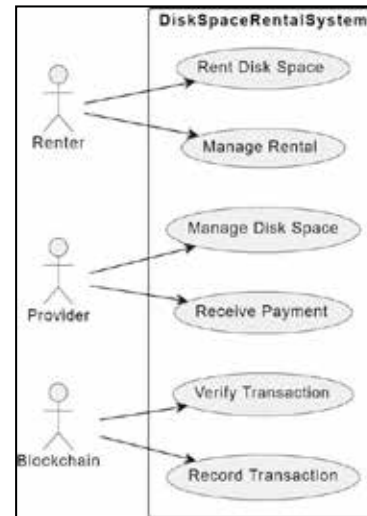 DiskSpaceRentalSystem
Rent Disk Space
Renter
Manage Rental
Manage Disk Space
Provider
Receive Payment
Verify Transaction
Blockchain
Record Transaction